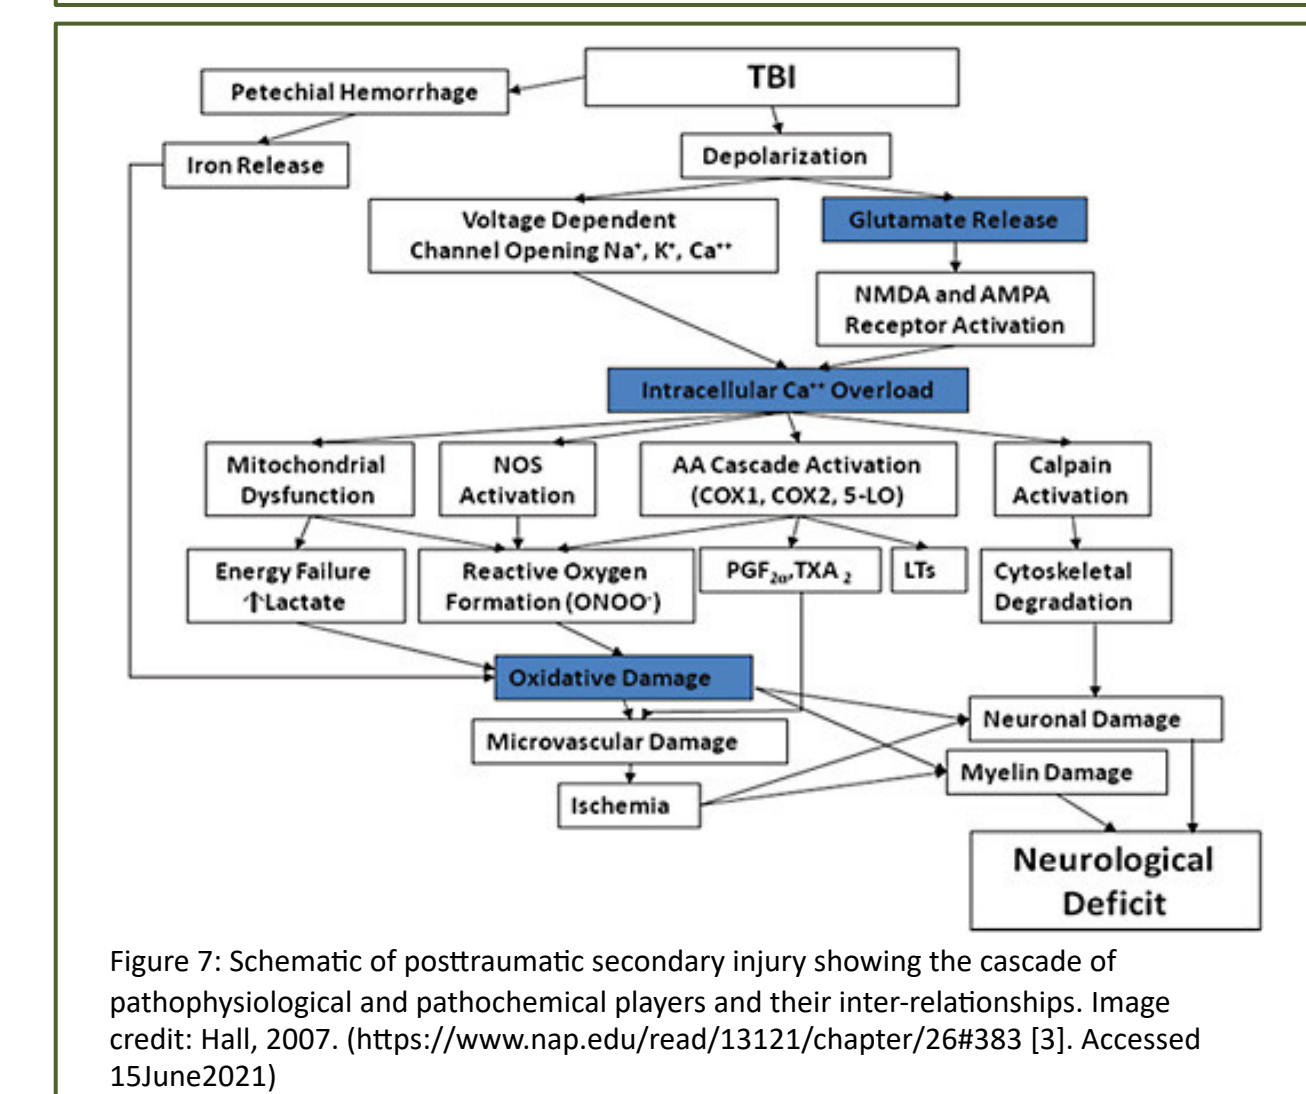 TBI
Petechial Hemorrhage
Depolarization
Iron Release
Voltage Dependent
Channel Opening Na⁺, K⁺, Ca⁺⁺
Glutamate Release
NMDA and AMPA
Receptor Activation
Intracellular Ca⁺⁺ Overload
Mitochondrial
Dysfunction
NOS
Activation
AA Cascade Activation
(COX1, COX2, 5-LO)
Calpain
Activation
Energy Failure
↑Lactate
Reactive Oxygen
Formation (ONOO⁻)
PGF₂α,TXA ₂
LTs
Cytoskeletal
Degradation
Oxidative Damage
Neuronal Damage
Microvascular Damage
Myelin Damage
Ischemia
Neurological
Deficit
Figure 7: Schematic of posttraumatic secondary injury showing the cascade of
pathophysiological and pathochemical players and their inter-relationships. Image
credit: Hall, 2007. (https://www.nap.edu/read/13121/chapter/26#383 [3]. Accessed
15June2021)